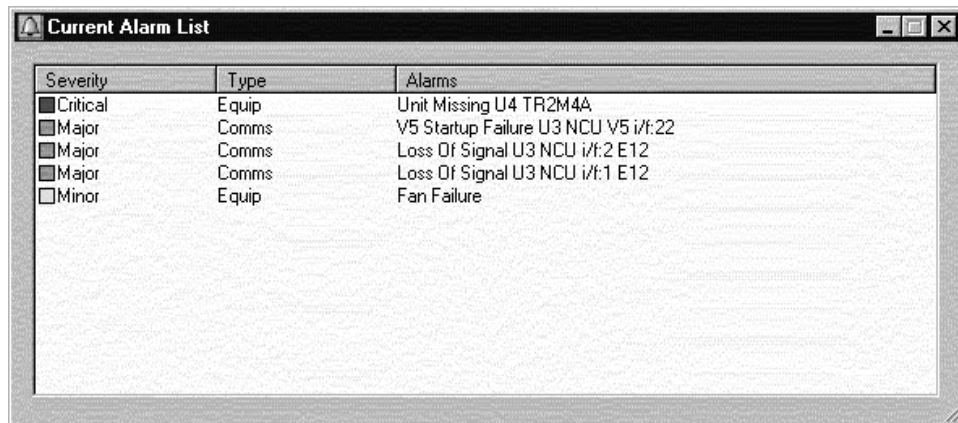 Current Alarm List
Severity Type Alarms
Critical Equip Unit Missing U4 TR2M4A
Major Comms V5 Startup Failure U3 NCU V5 i/f:22
Major Comms Loss Of Signal U3 NCU i/f:2 E12
Major Comms Loss Of Signal U3 NCU i/f:1 E12
Minor Equip Fan Failure